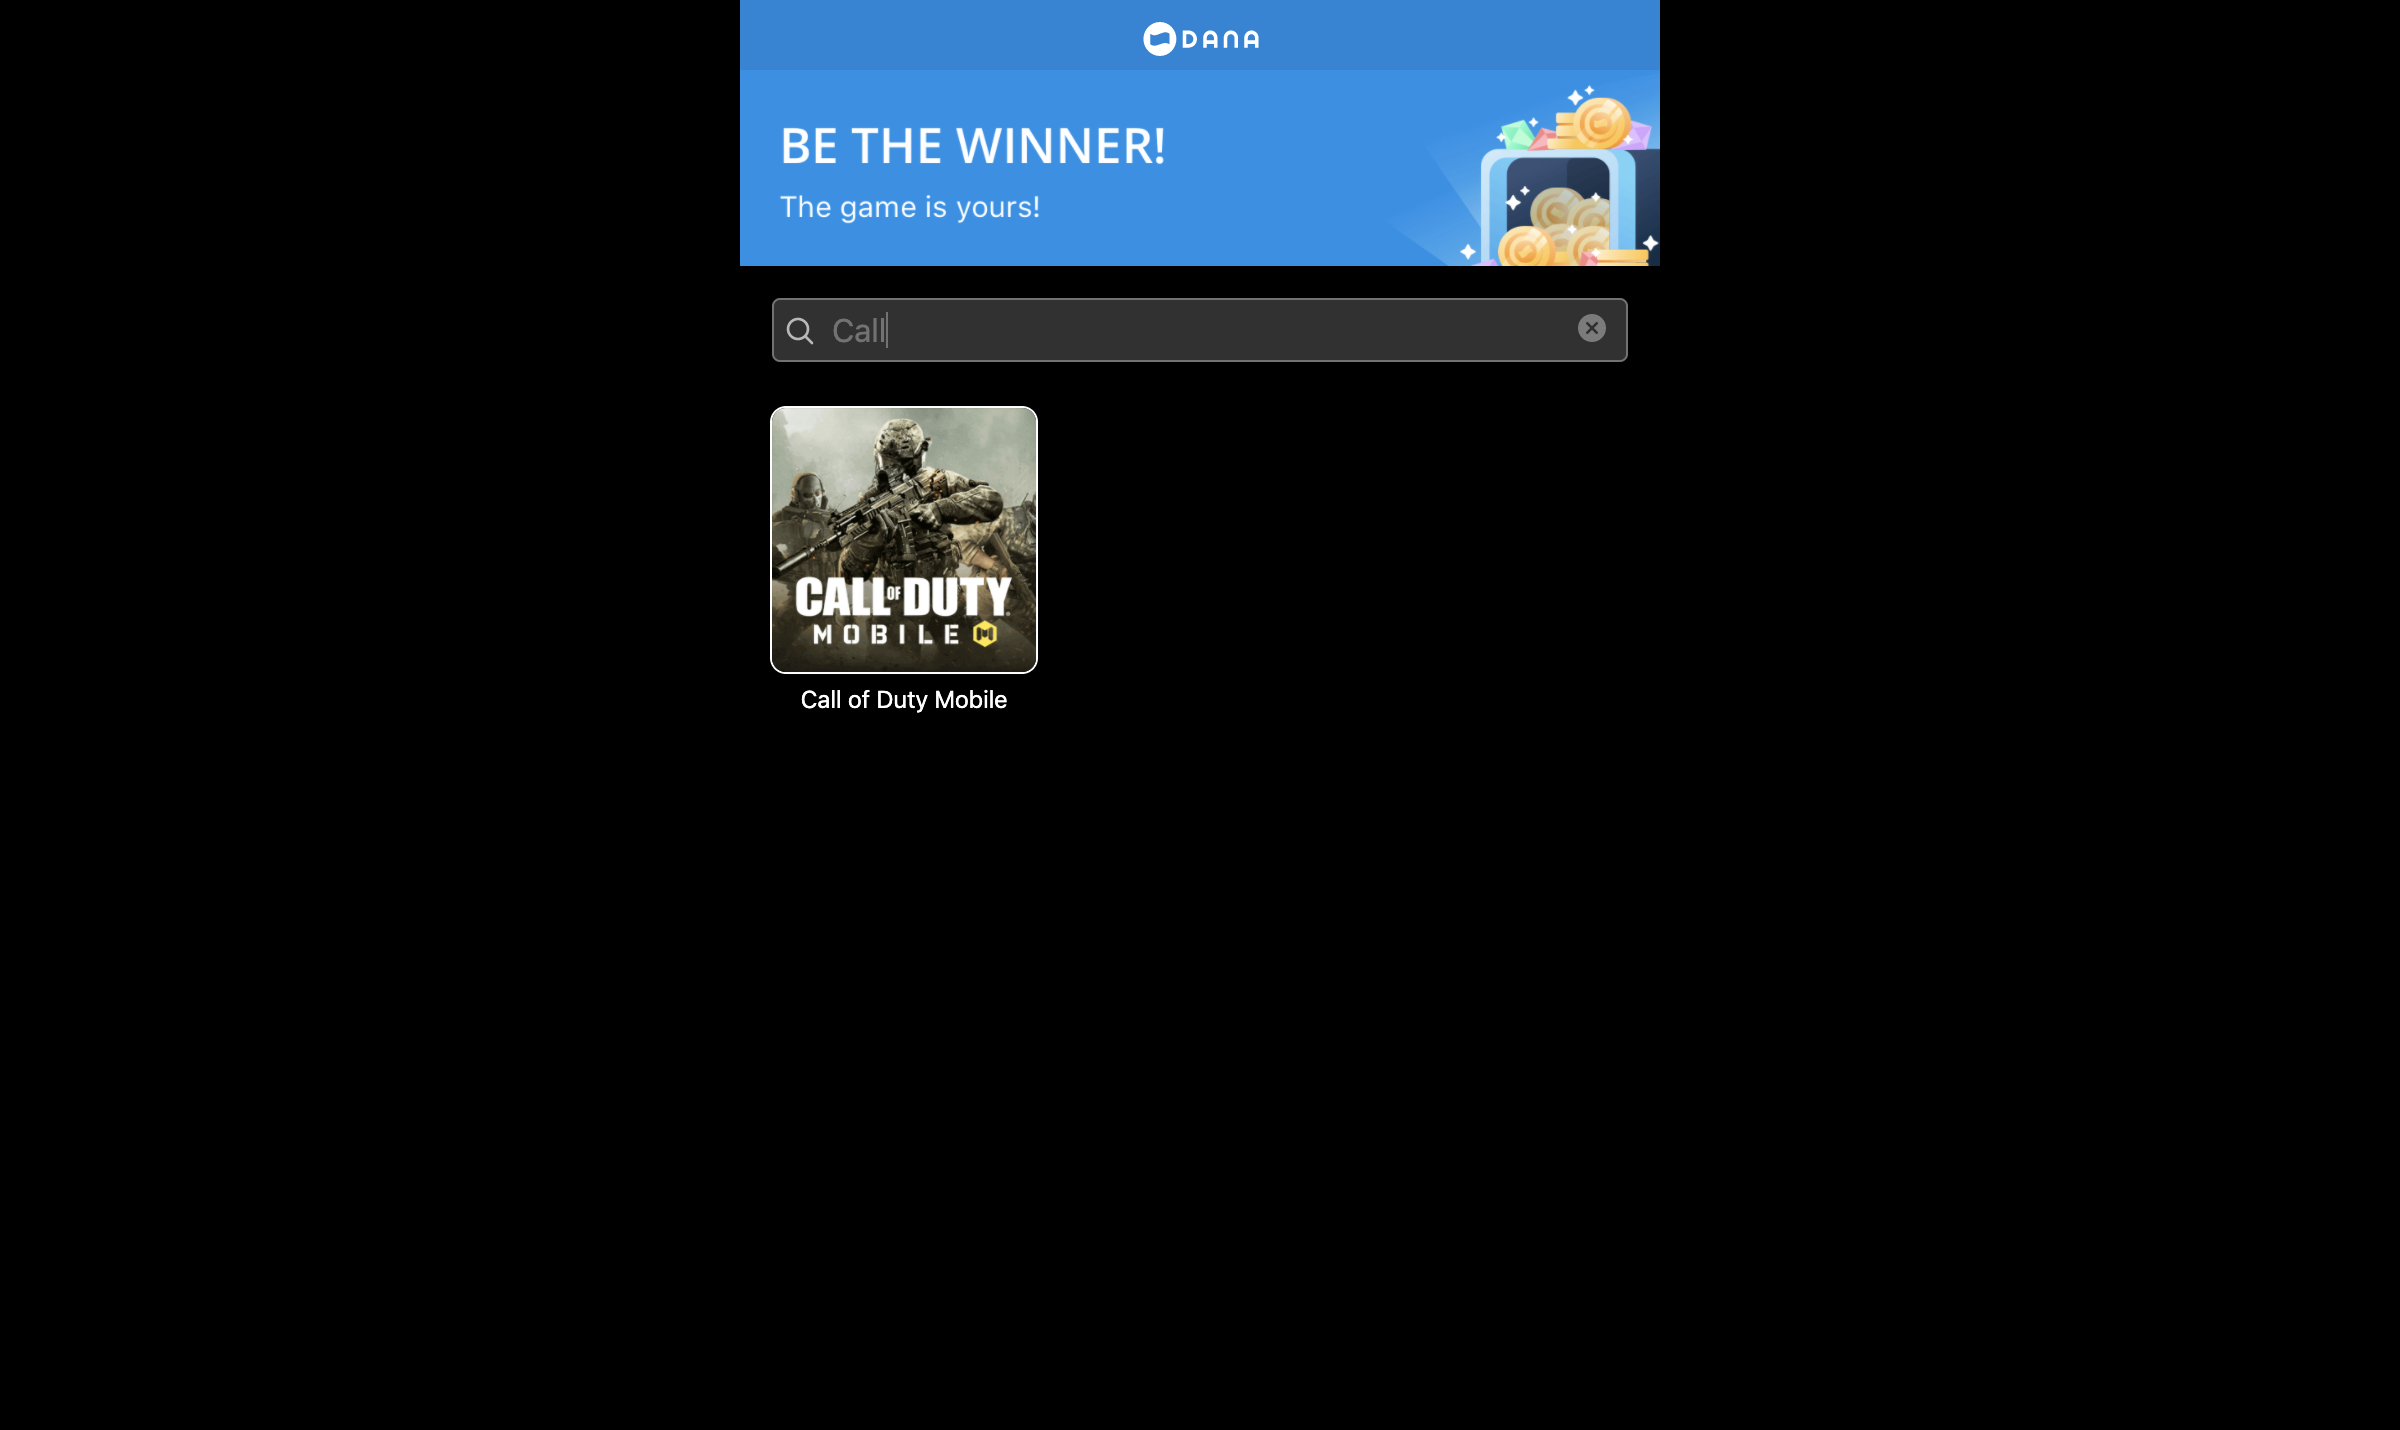 DANA
BE THE WINNER!
The game is yours!
Call
CALL OF DUTY
MOBILE
Call of Duty Mobile